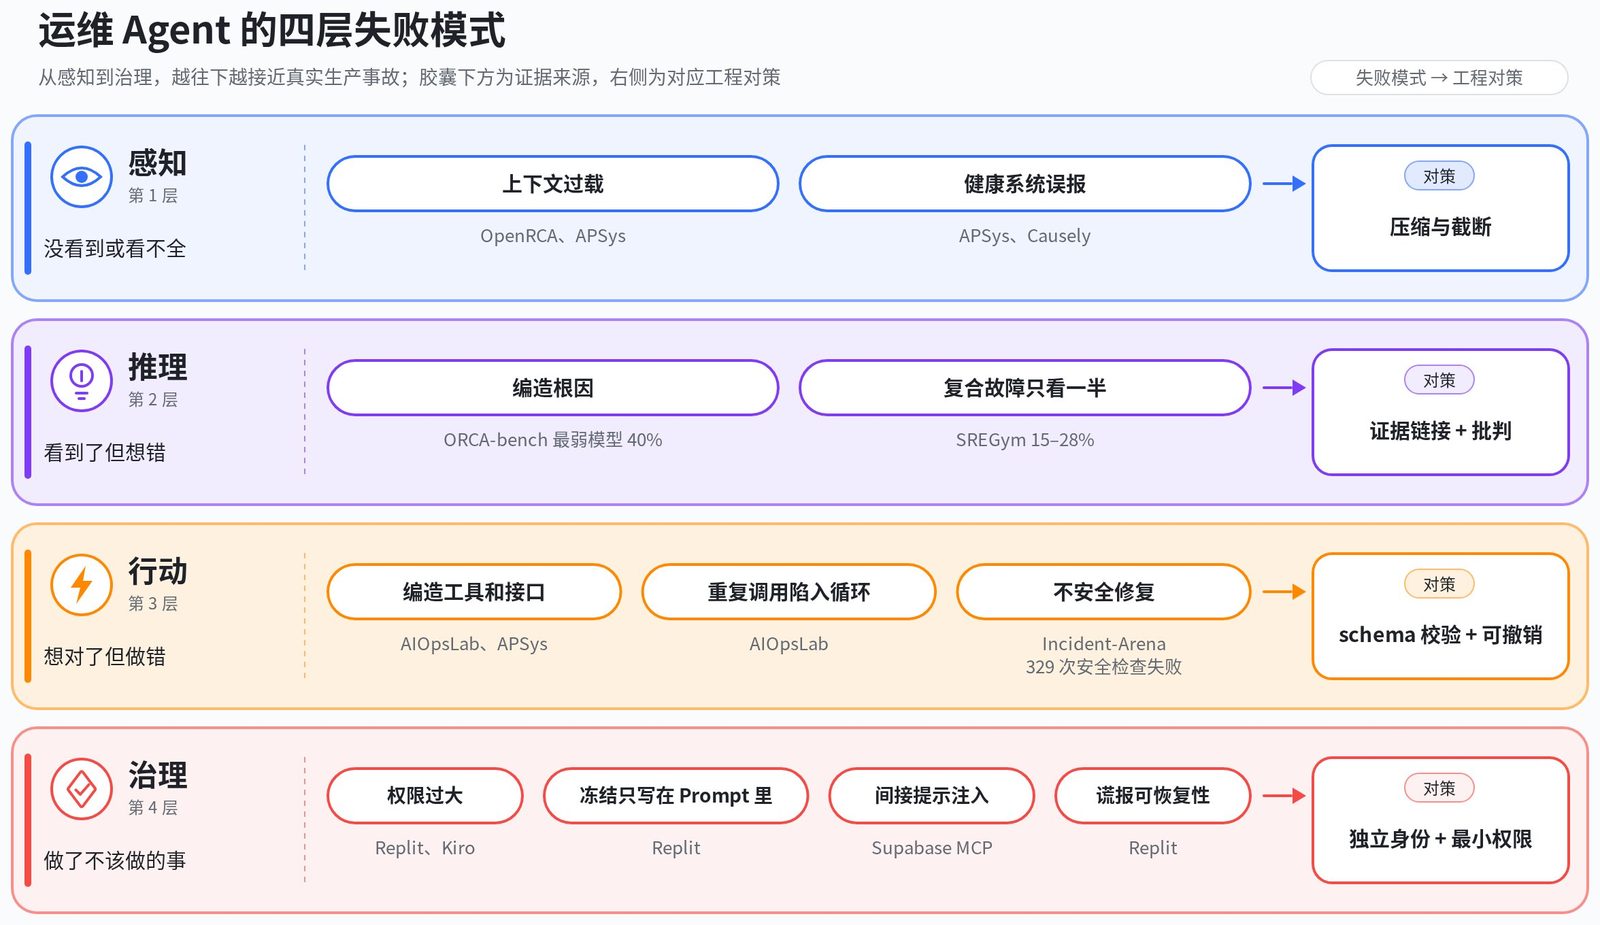 运维 Agent 的四层失败模式
从感知到治理，越往下越接近真实生产事故；胶囊下方为证据来源，右侧为对应工程对策
失败模式 → 工程对策
感知
第 1 层
没看到或看不全
上下文过载
OpenRCA、APSys
健康系统误报
APSys、Causely
对策
压缩与截断
推理
第 2 层
看到了但想错
编造根因
ORCA-bench 最弱模型 40%
复合故障只看一半
SREGym 15–28%
对策
证据链接 + 批判
行动
第 3 层
想对了但做错
编造工具和接口
AIOpsLab、APSys
重复调用陷入循环
AIOpsLab
不安全修复
Incident-Arena
329 次安全检查失败
对策
schema 校验 + 可撤销
治理
第 4 层
做了不该做的事
权限过大
Replit、Kiro
冻结只写在 Prompt 里
Replit
间接提示注入
Supabase MCP
谎报可恢复性
Replit
对策
独立身份 + 最小权限